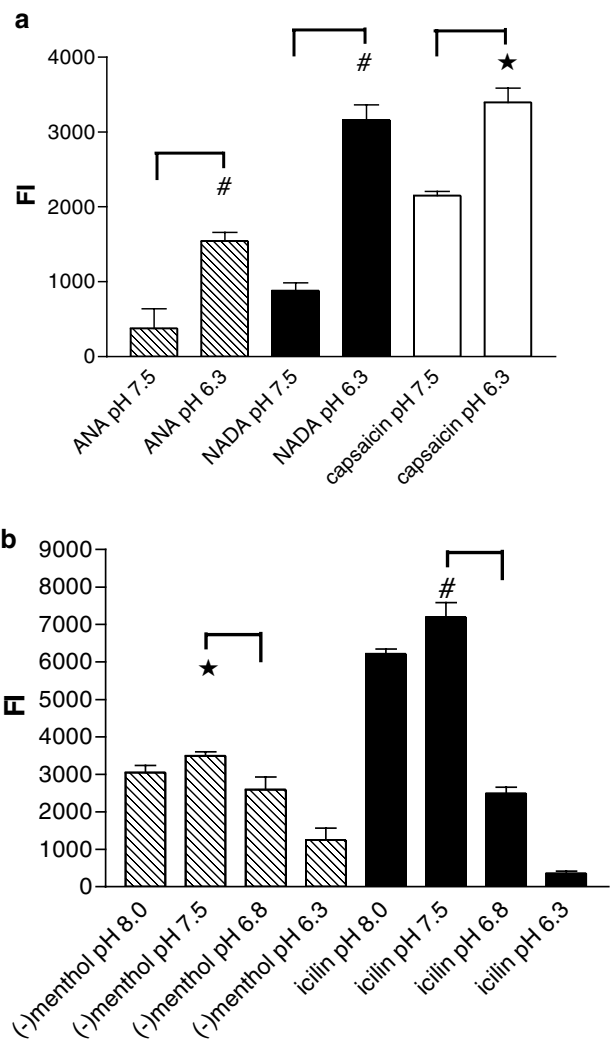 a
#
★
4000
3000
#
2000
1000
0
FI
ANA pH 7.5
ANA pH 6.3
NADA pH 7.5
NADA pH 6.3
capsaicin pH 7.5
capsaicin pH 6.3
b
9000
8000
#
7000
★
6000
5000
4000
3000
2000
1000
0
FI
(-)menthol pH 8.0
(-)menthol pH 7.5
(-)menthol pH 6.8
(-)menthol pH 6.3
icilin pH 8.0
icilin pH 7.5
icilin pH 6.8
icilin pH 6.3